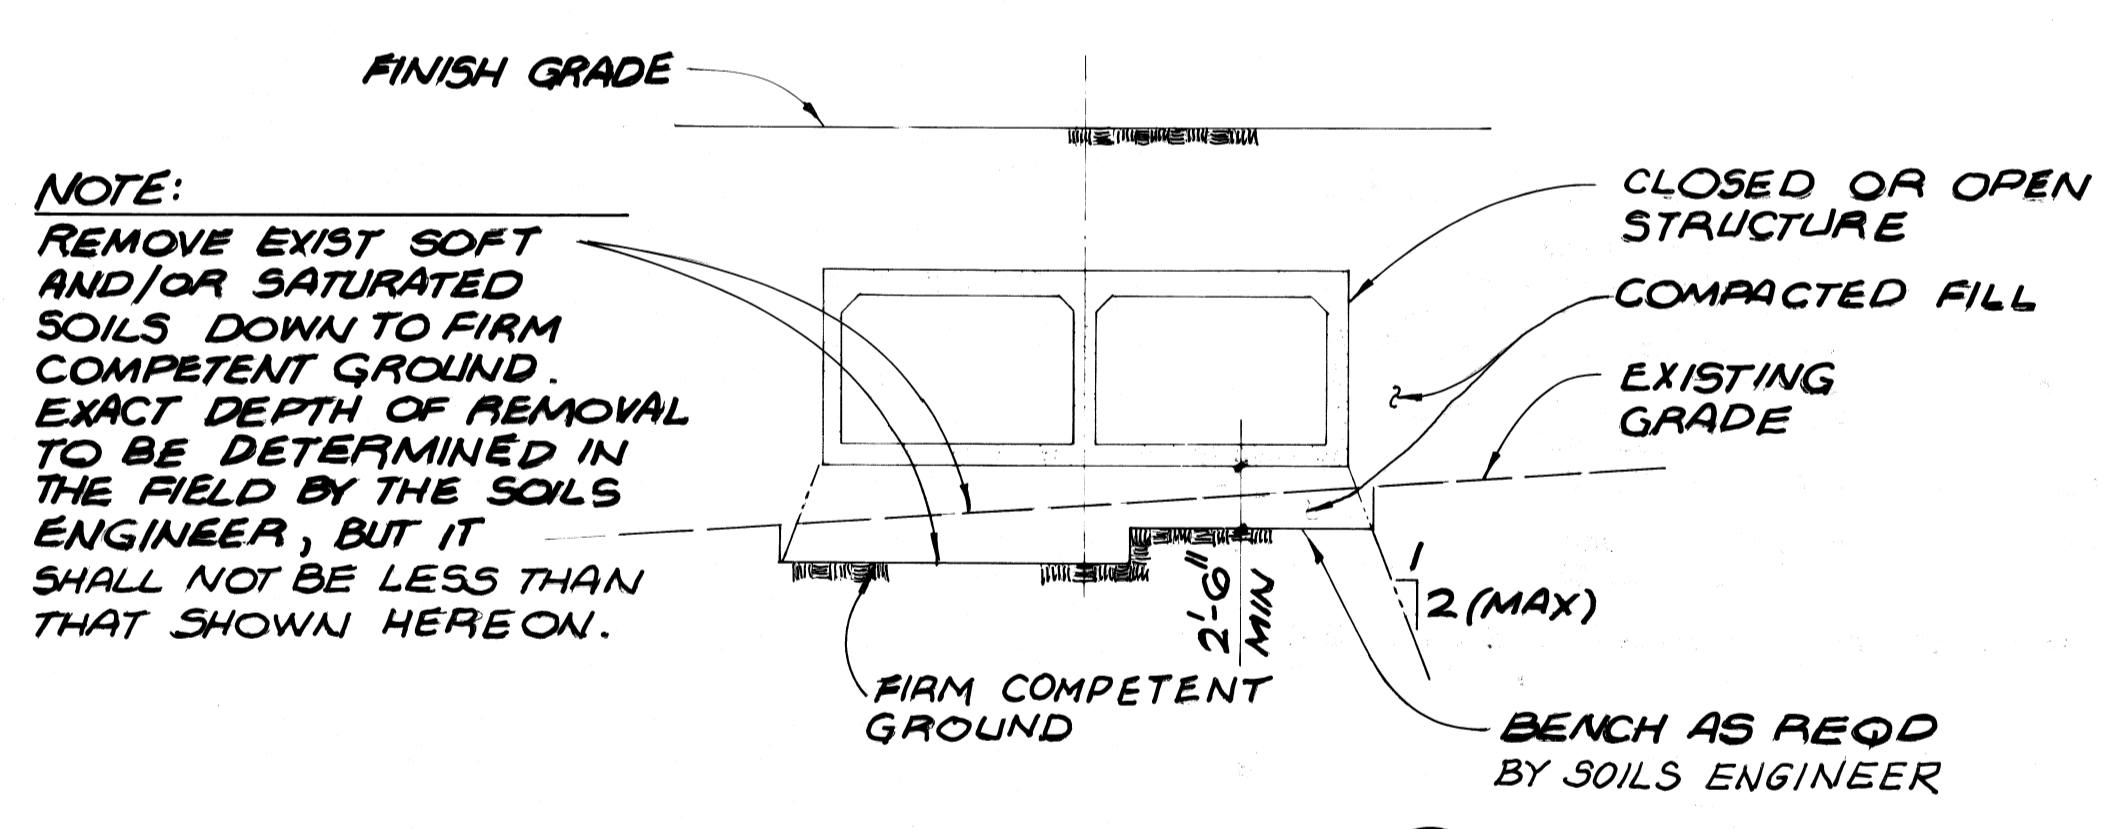 FINISH GRADE
NOTE:
REMOVE EXIST SOFT
AND/OR SATURATED
SOILS DOWN TO FIRM
COMPETENT GROUND.
EXACT DEPTH OF REMOVAL
TO BE DETERMINED IN
THE FIELD BY THE SOILS
ENGINEER, BUT IT
SHALL NOT BE LESS THAN
THAT SHOWN HEREON.
CLOSED OR OPEN
STRUCTURE
COMPACTED FILL
EXISTING
GRADE
2'-6"
MIN
1
2 (MAX)
FIRM COMPETENT
GROUND
BENCH AS REQD
BY SOILS ENGINEER